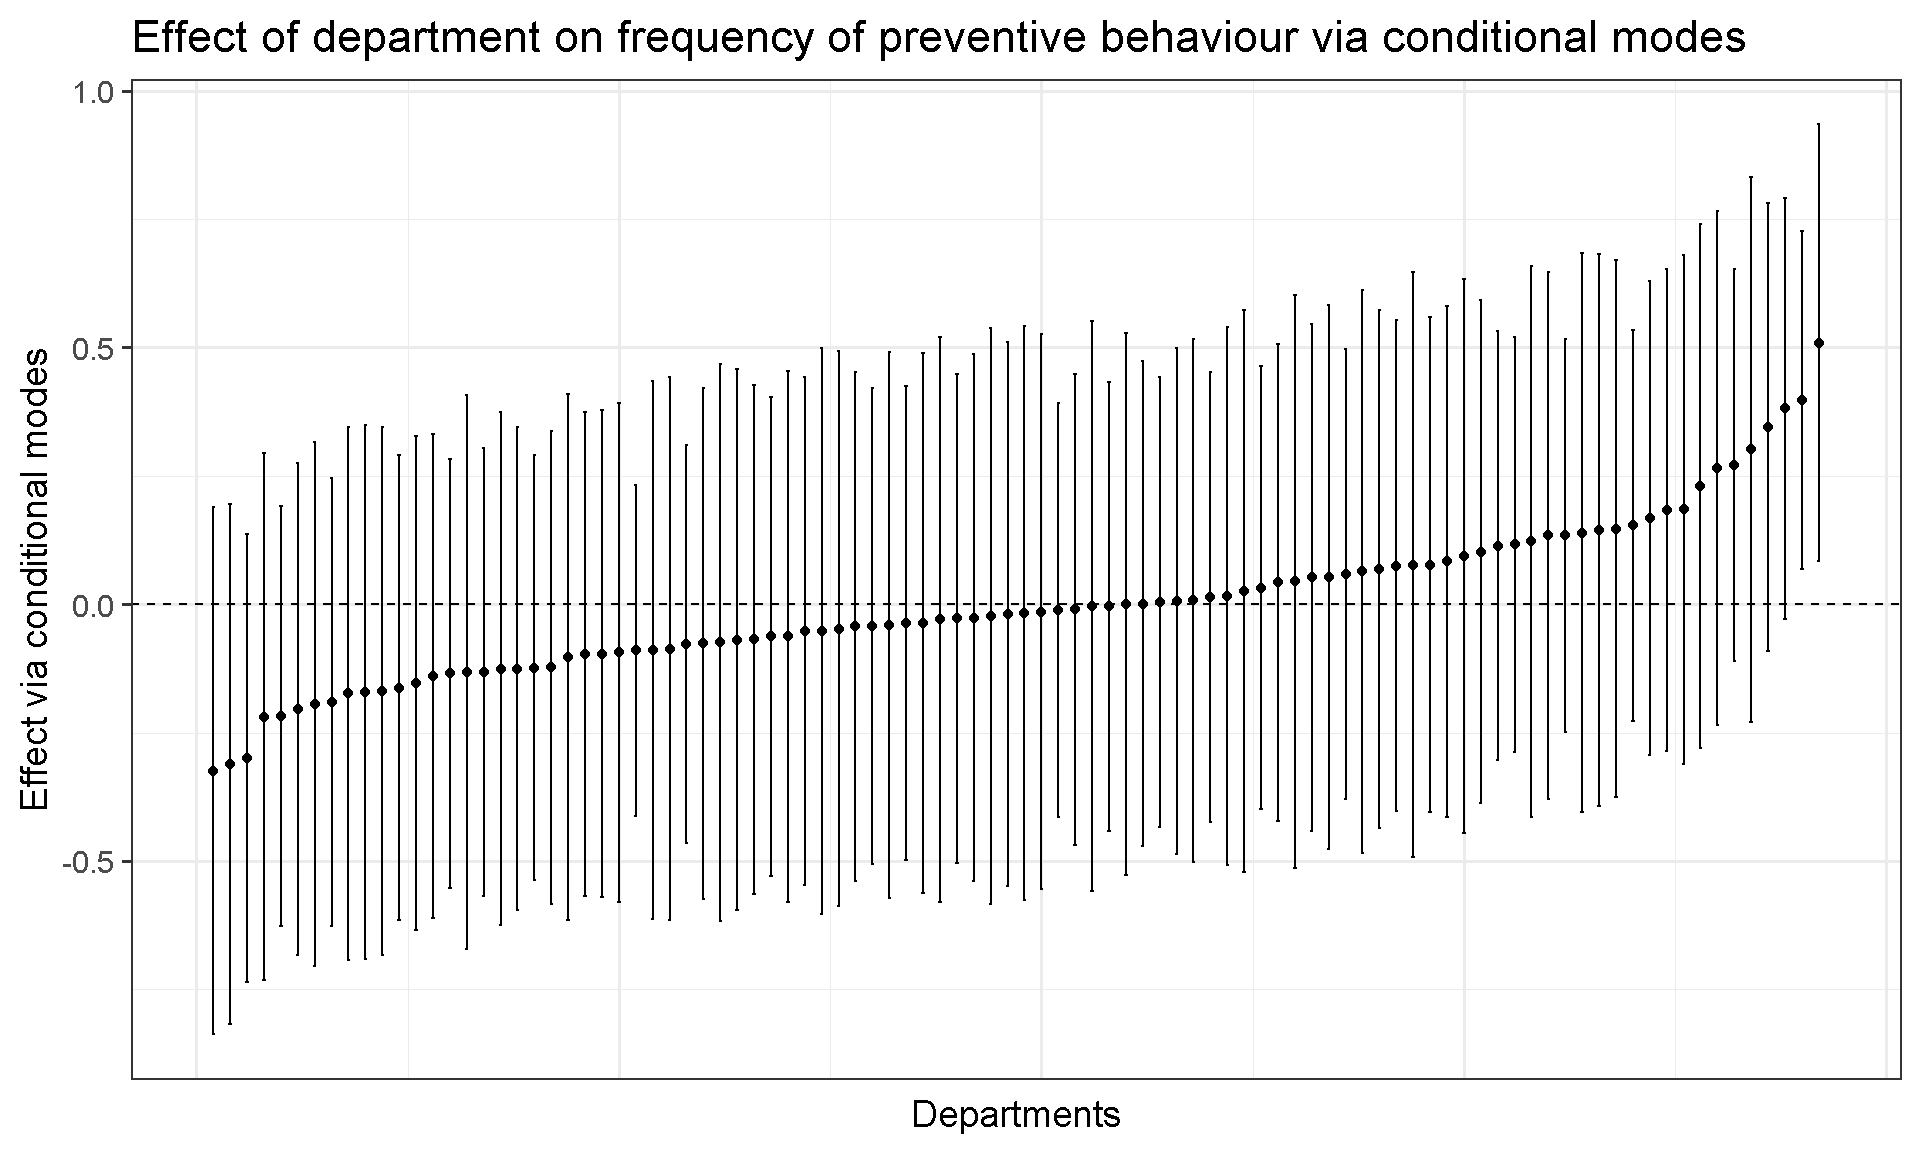 Effect of department on frequency of preventive behaviour via conditional modes
1.0
0.5
0.0
-0.5
Effect via conditional modes
Departments